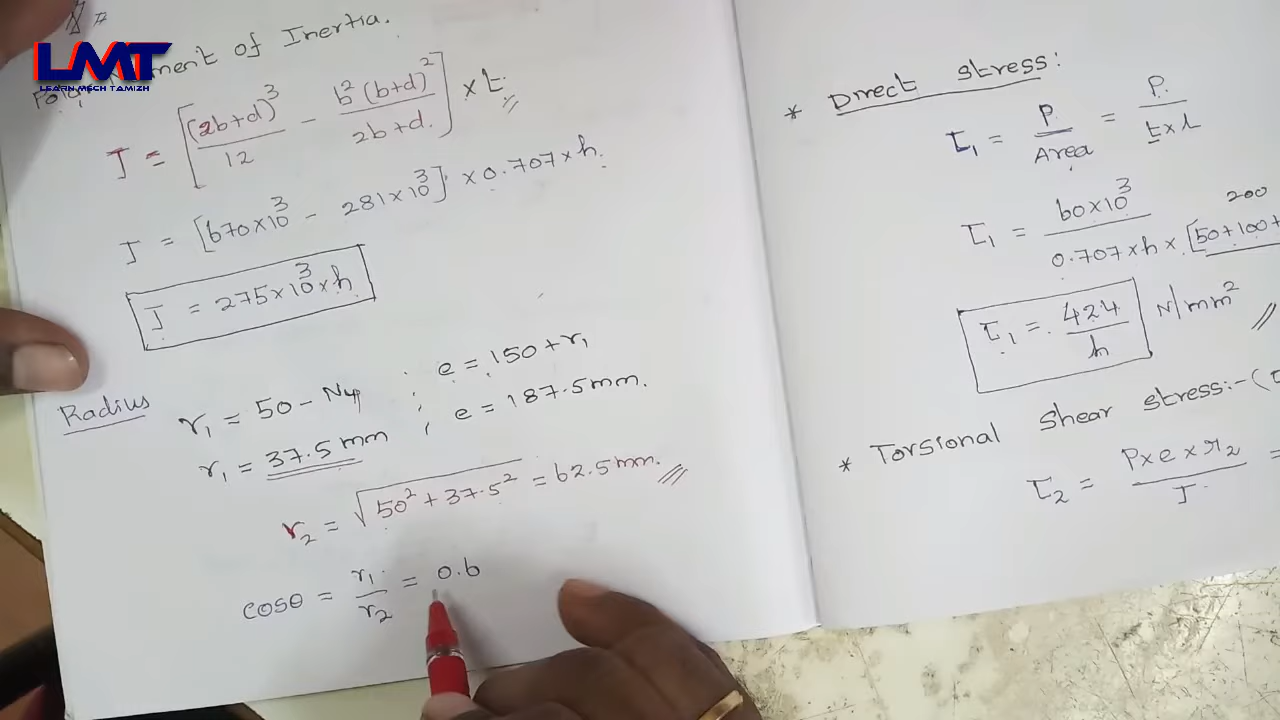 LMT
LEARN MECH TAMIZH
Moment of Inertia.
J = [(2b+d)^3/12 - b^2(b+d)^2/2b+d.] × t.
J = [670×10^3 - 281×10^3] × 0.707×h.
J = 275×10^3×h
Radius
r1 = 50 - Ny ; e = 150+r1
r1 = 37.5 mm ; e = 187.5mm.
r2 = √50^2+37.5^2 = 62.5mm.
cosθ = r1/r2 = 0.6
* Direct stress:
τ1 = P/Area = P/t×l
200
τ1 = 60×10^3/0.707×h×[50+100+
τ1 = 424/h N/mm^2
* Torsional shear stress:-(
τ2 = P×e×r2/J =